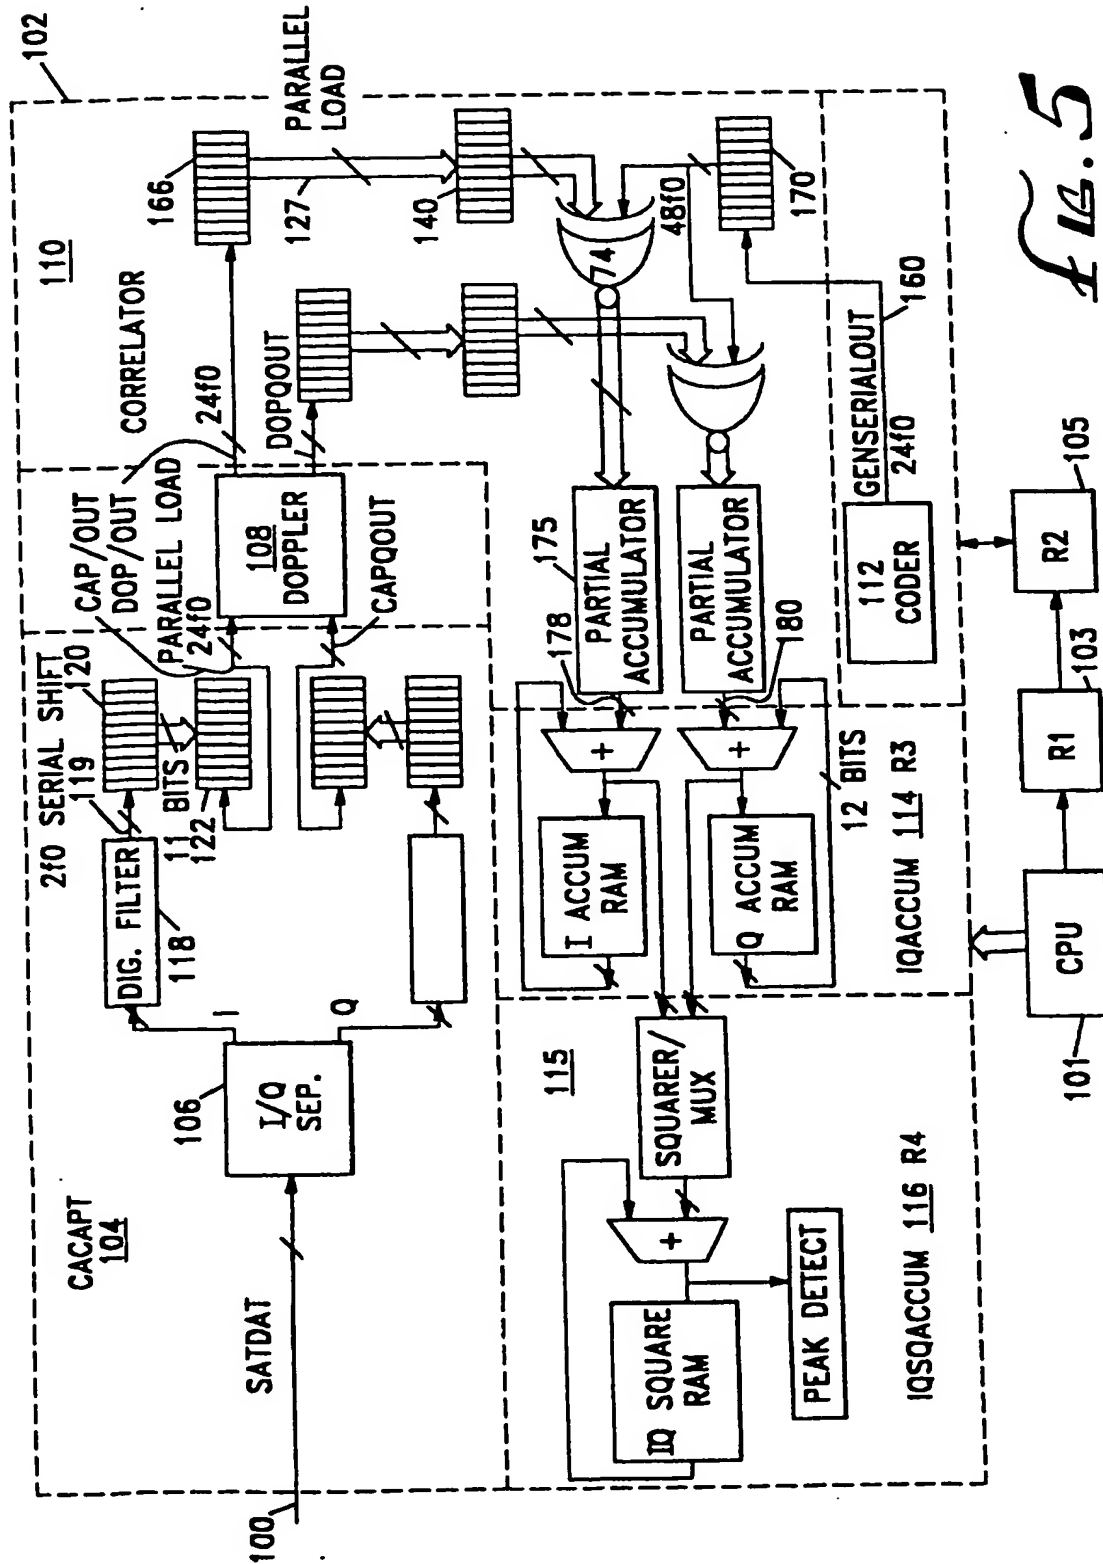 102
2f0 SERIAL SHIFT
119
120
PARALLEL LOAD
24f0
CAP/OUT
DOP/OUT
CORRELATOR
24f0
110
166
PARALLEL
LOAD
127
140
CACAPT
104
SATDAT
100
106
I/Q
SEP.
I
Q
DIG. FILTER
118
11 BITS
122
108
DOPPLER
CAPQOUT
DOPQOUT
74
48f0
170
115
SQUARER/
MUX
+
IQ SQUARE
RAM
PEAK DETECT
IQSQACCUM 116 R4
I ACCUM
RAM
+
178
175
PARTIAL
ACCUMULATOR
PARTIAL
ACCUMULATOR
180
+
Q ACCUM
RAM
12 BITS
IQACCUM 114 R3
112
CODER
GENSERIALOUT
24f0
160
CPU
101
R1
103
R2
105
FIG. 5